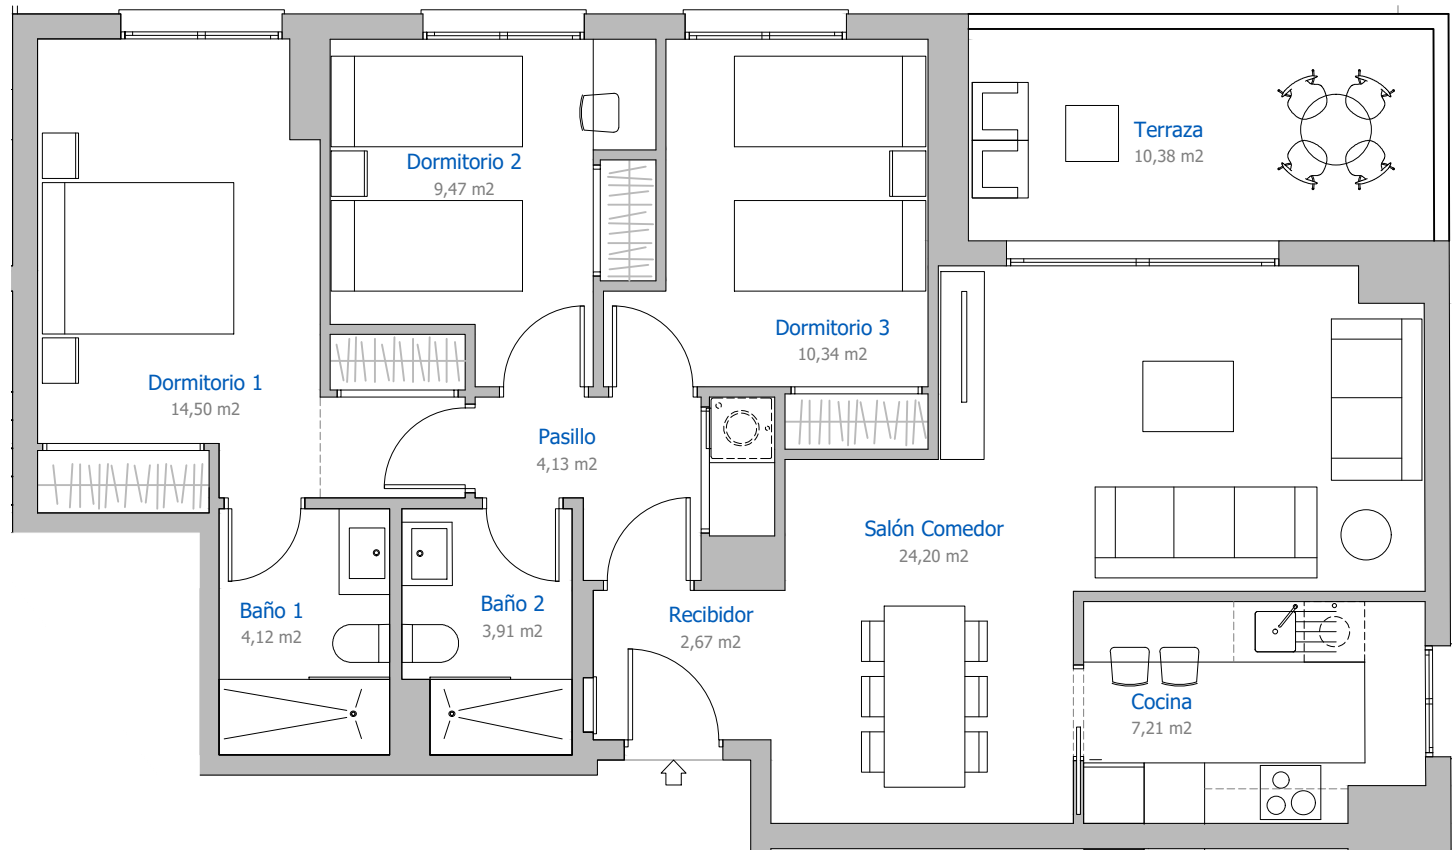 Terraza
10,38 m2
Dormitorio 2
9,47 m2
Dormitorio 3
10,34 m2
Dormitorio 1
14,50 m2
Pasillo
4,13 m2
Salón Comedor
24,20 m2
Baño 1
4,12 m2
Baño 2
3,91 m2
Recibidor
2,67 m2
Cocina
7,21 m2